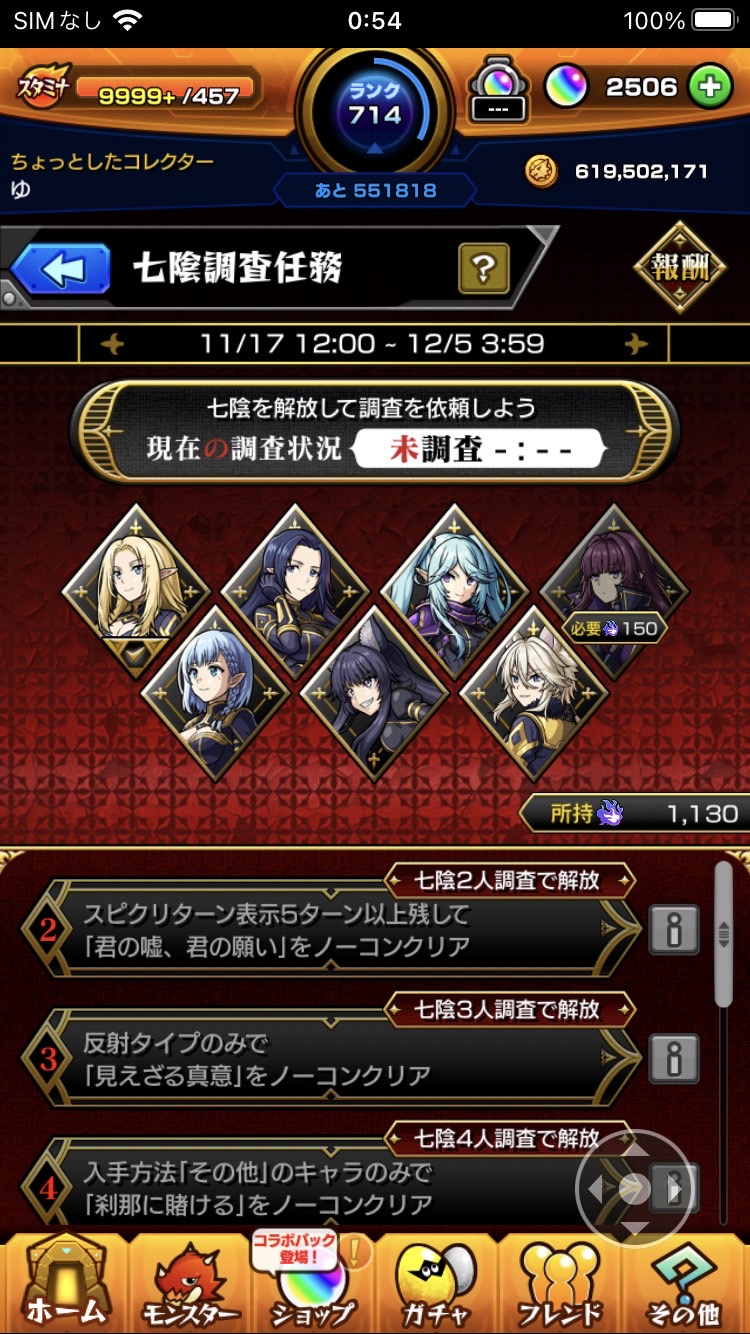 SIMなし 0:54 100%
スタミナ 9999+/457
ランク
714
--- 2506
ちょっとしたコレクター
ゆ
あと 551818
619,502,171
七陰調査任務 ? 報酬
11/17 12:00 ~ 12/5 3:59
七陰を解放して調査を依頼しよう
現在の調査状況 未調査 -:--
必要 150
所持 1,130
七陰2人調査で解放
2 スピクリターン表示5ターン以上残して
「君の嘘、君の願い」をノーコンクリア
七陰3人調査で解放
3 反射タイプのみで
「見えざる真意」をノーコンクリア
七陰4人調査で解放
4 入手方法「その他」のキャラのみで
「刹那に賭ける」をノーコンクリア
コラボパック
登場!
ホーム モンスター ショップ ガチャ フレンド その他